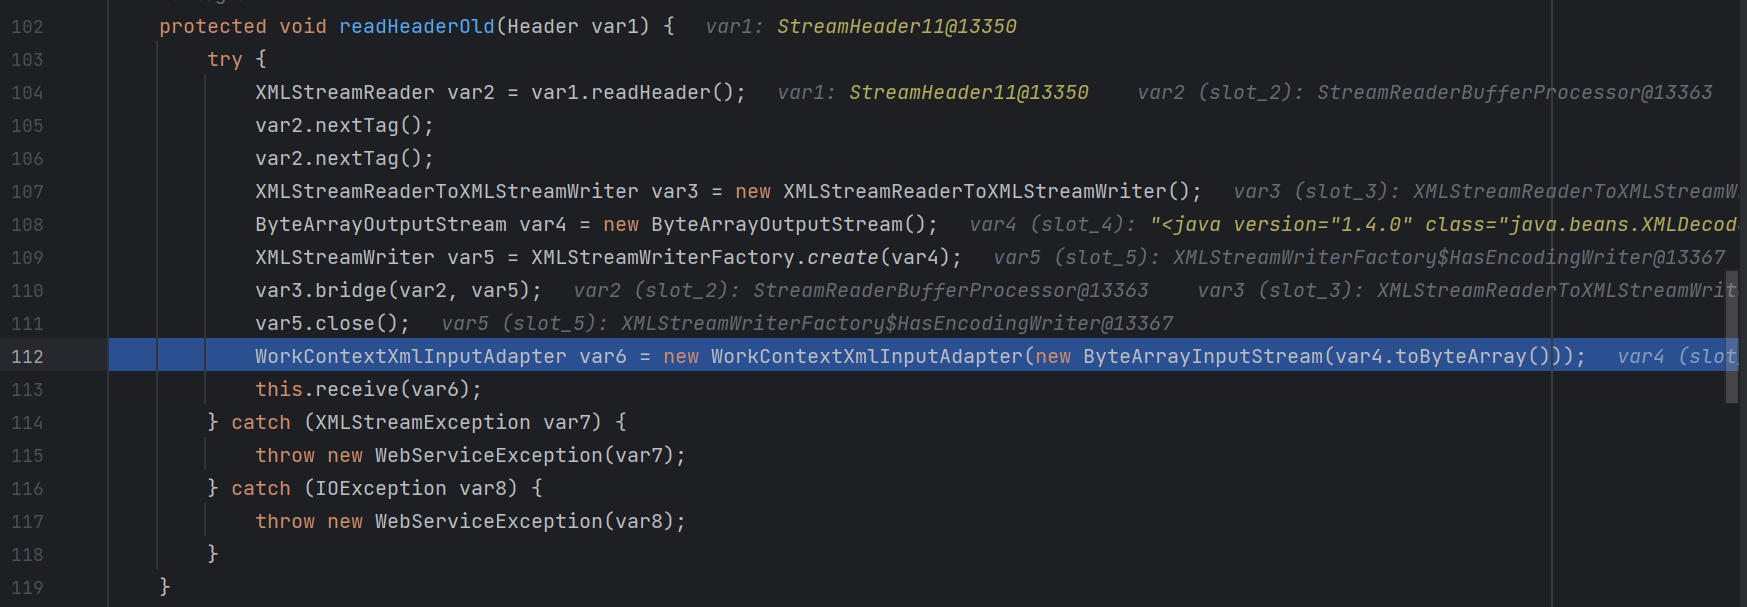 102 protected void readHeaderOld(Header var1) { var1: StreamHeader11@13350
103 try {
104 XMLStreamReader var2 = var1.readHeader(); var1: StreamHeader11@13350 var2 (slot_2): StreamReaderBufferProcessor@13363
105 var2.nextTag();
106 var2.nextTag();
107 XMLStreamReaderToXMLStreamWriter var3 = new XMLStreamReaderToXMLStreamWriter(); var3 (slot_3): XMLStreamReaderToXMLStreamW
108 ByteArrayOutputStream var4 = new ByteArrayOutputStream(); var4 (slot_4): "<java version="1.4.0" class="java.beans.XMLDecod
109 XMLStreamWriter var5 = XMLStreamWriterFactory.create(var4); var5 (slot_5): XMLStreamWriterFactory$HasEncodingWriter@13367
110 var3.bridge(var2, var5); var2 (slot_2): StreamReaderBufferProcessor@13363 var3 (slot_3): XMLStreamReaderToXMLStreamWrit
111 var5.close(); var5 (slot_5): XMLStreamWriterFactory$HasEncodingWriter@13367
112 WorkContextXmlInputAdapter var6 = new WorkContextXmlInputAdapter(new ByteArrayInputStream(var4.toByteArray())); var4 (slot
113 this.receive(var6);
114 } catch (XMLStreamException var7) {
115 throw new WebServiceException(var7);
116 } catch (IOException var8) {
117 throw new WebServiceException(var8);
118 }
119 }